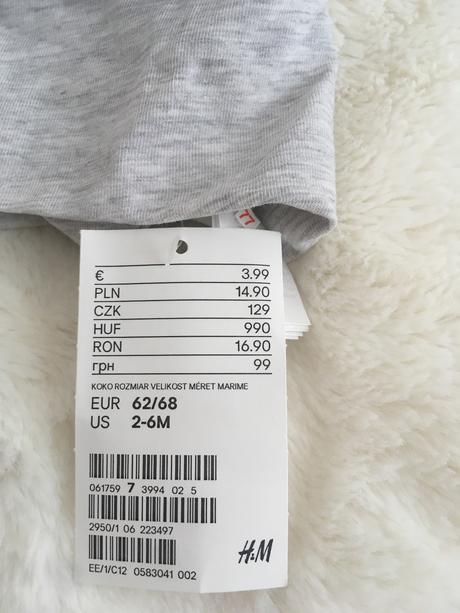 77
€ 3.99
PLN 14.90
CZK 129
HUF 990
RON 16.90
грн 99
KOKO ROZMIAR VELIKOST MÉRET MARIME
EUR 62/68
US 2-6M
061759 7 3994 02 5
2950/1 06 223497
H&M
EE/1/C12 0583041 002